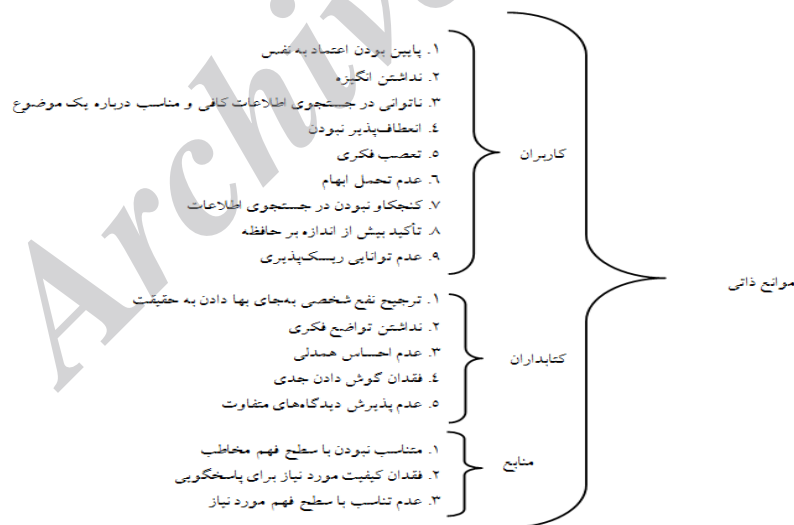 موانع ذاتی
کاربران
۱. پایین بودن اعتماد به نفس
۲. نداشتن انگیزه
۳. ناتوانی در جستجوی اطلاعات کافی و مناسب درباره یک موضوع
٤. انعطاف‌پذیر نبودن
٥. تعصب فکری
٦. عدم تحمل ابهام
۷. کنجکاو نبودن در جستجوی اطلاعات
۸. تأکید بیش از اندازه بر حافظه
۹. عدم توانایی ریسک‌پذیری
کتابداران
۱. ترجیح نفع شخصی به‌جای بها دادن به حقیقت
۲. نداشتن تواضع فکری
۳. عدم احساس همدلی
٤. فقدان گوش دادن جدی
٥. عدم پذیرش دیدگاه‌های متفاوت
منابع
۱. متناسب نبودن با سطح فهم مخاطب
۲. فقدان کیفیت مورد نیاز برای پاسخگویی
۳. عدم تناسب با سطح فهم مورد نیاز
Archive